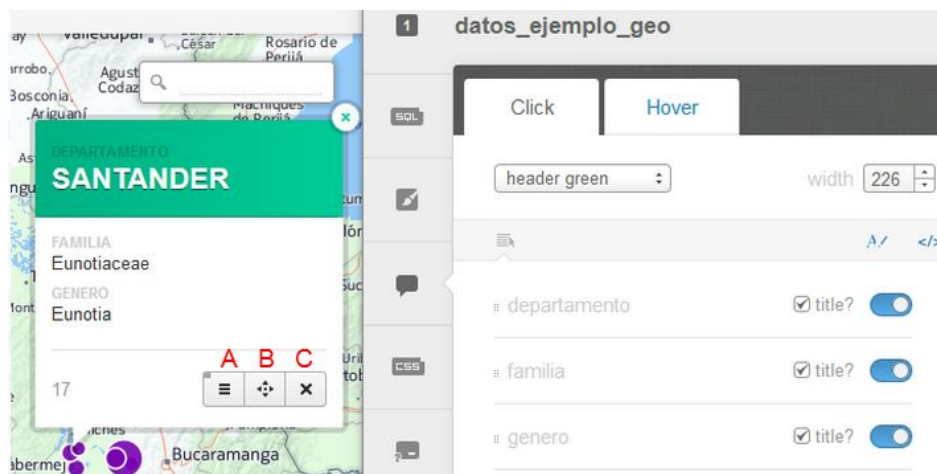 Valledupar
César
Rosario de
Perijá
Agust
Codaz
Machiques
de Perijá
Bosconia
Ariguaní
DEPARTAMENTO
SANTANDER
FAMILIA
Eunotiaceae
GENERO
Eunotia
A B C
17
Bucaramanga
1
datos_ejemplo_geo
SQL
CSS
Click
Hover
header green
width 226
A
</>
departamento
title?
familia
title?
genero
title?